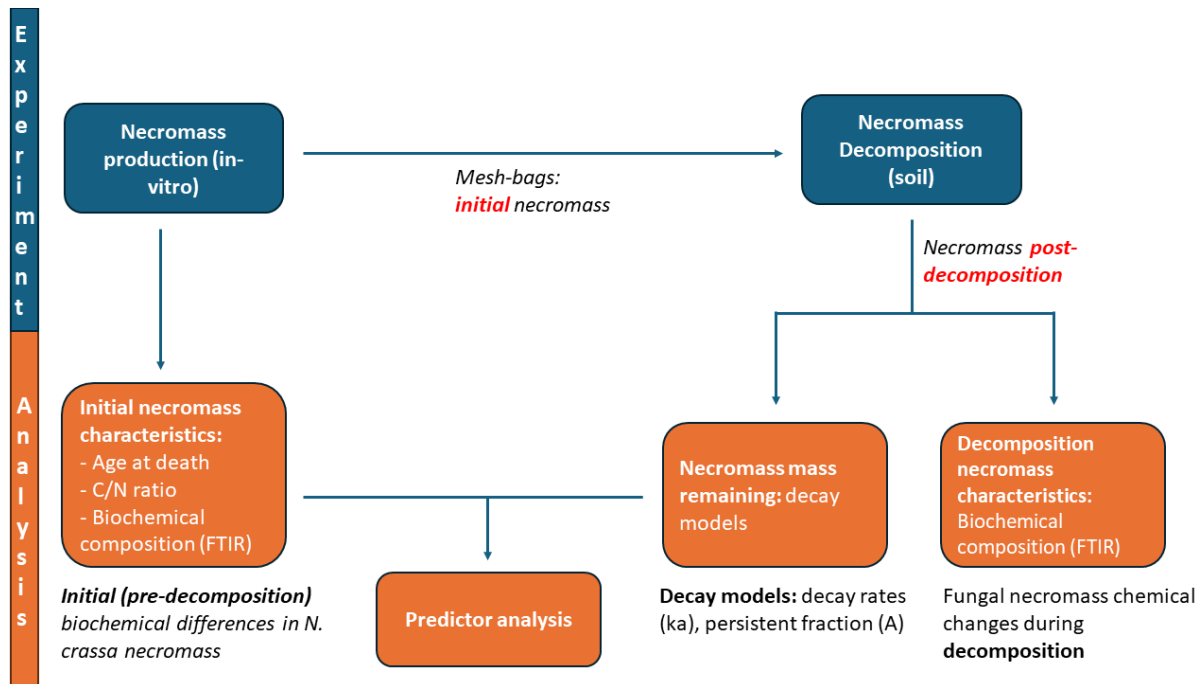 Experiment
Necromass
production (in-
vitro)
Mesh-bags:
initial necromass
Necromass
Decomposition
(soil)
Necromass post-
decomposition
Analysis
Initial necromass
characteristics:
- Age at death
- C/N ratio
- Biochemical
composition (FTIR)
Necromass mass
remaining: decay
models
Decomposition
necromass
characteristics:
Biochemical
composition (FTIR)
Initial (pre-decomposition)
biochemical differences in N.
crassa necromass
Predictor analysis
Decay models: decay rates
(ka), persistent fraction (A)
Fungal necromass chemical
changes during
decomposition